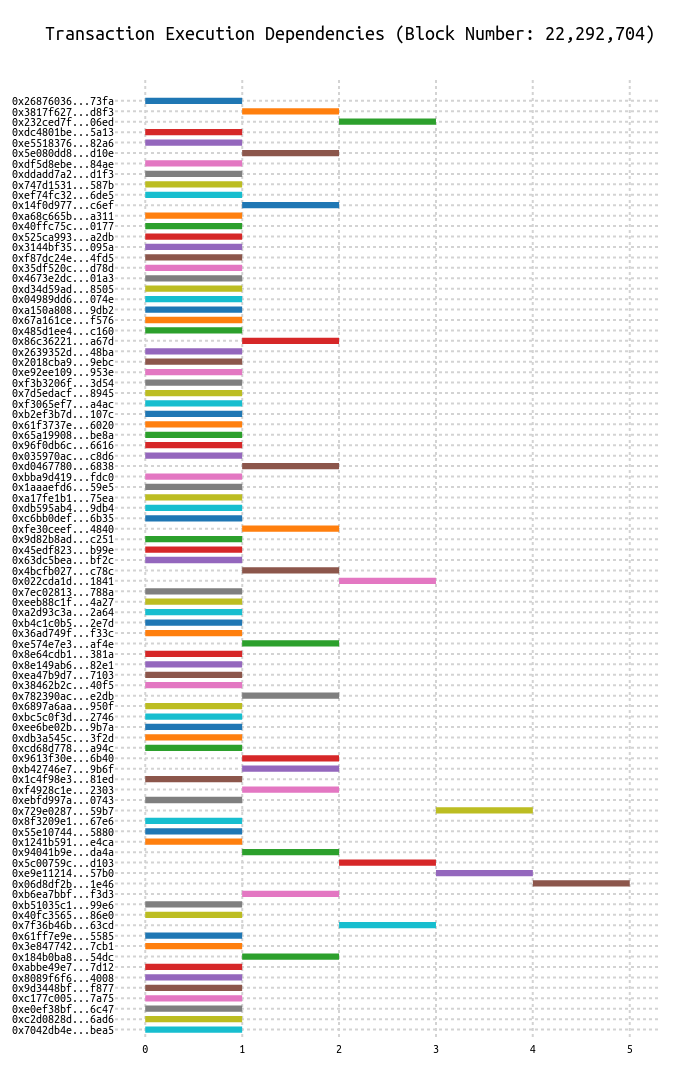 Transaction Execution Dependencies (Block Number: 22,292,704)
0x26876036...73fa
0x3817f627...d8f3
0x232ced7f...06ed
0xdc4801be...5a13
0xe5518376...82a6
0x5e080dd8...d10e
0xdf5d8ebe...84ae
0xddadd7a2...d1f3
0x747d1531...587b
0xef74fc32...6de5
0x14f0d977...c6ef
0xa68c665b...a311
0x40ffc75c...0177
0x525ca993...a2db
0x3144bf35...095a
0xf87dc24e...4fd5
0x35df520c...d78d
0x4673e2dc...01a3
0xd34d59ad...8505
0x04989dd6...074e
0xa150a808...9db2
0x67a161ce...f576
0x485d1ee4...c160
0x86c36221...a67d
0x2639352d...48ba
0x2018cba9...9ebc
0xe92ee109...953e
0xf3b3206f...3d54
0x7d5edacf...8945
0xf3065ef7...a4ac
0xb2ef3b7d...107c
0x61f3737e...6020
0x65a19908...be8a
0x96f0db6c...6616
0x035970ac...c8d6
0xd0467780...6838
0xbba9d419...fdc0
0x1aaaefd6...59e5
0xa17fe1b1...75ea
0xdb595ab4...9db4
0xc6bb0def...6b35
0xfe30ceef...4840
0x9d82b8ad...c251
0x45edf823...b99e
0x63dc5bea...bf2c
0x4bcfb027...c78c
0x022cda1d...1841
0x7ec02813...788a
0xeeb88c1f...4a27
0xa2d93c3a...2a64
0xb4c1c0b5...2e7d
0x36ad749f...f33c
0xe574e7e3...af4e
0x8e64cdb1...381a
0x8e149ab6...82e1
0xea47b9d7...7103
0x38462b2c...40f5
0x782390ac...e2db
0x6897a6aa...950f
0xbc5c0f3d...2746
0xee6be02b...9b7a
0xdb3a545c...3f2d
0xcd68d778...a94c
0x9613f30e...6b40
0xb42746e7...9b6f
0x1c4f98e3...81ed
0xf4928c1e...2303
0xebfd997a...0743
0x729e0287...59b7
0x8f3209e1...67e6
0x55e10744...5880
0x1241b591...e4ca
0x94041b9e...da4a
0x5c00759c...d103
0xe9e11214...57b0
0x06d8df2b...1e46
0xb6ea7bbf...f3d3
0xb51035c1...99e6
0x40fc3565...86e0
0x7f36b46b...63cd
0x61ff7e9e...5585
0x3e847742...7cb1
0x184b0ba8...54dc
0xabbe49e7...7d12
0x8089f6f6...4008
0x9d3448bf...f877
0xc177c005...7a75
0xe0ef38bf...6c47
0xc2d0828d...6ad6
0x7042db4e...bea5
0 1 2 3 4 5